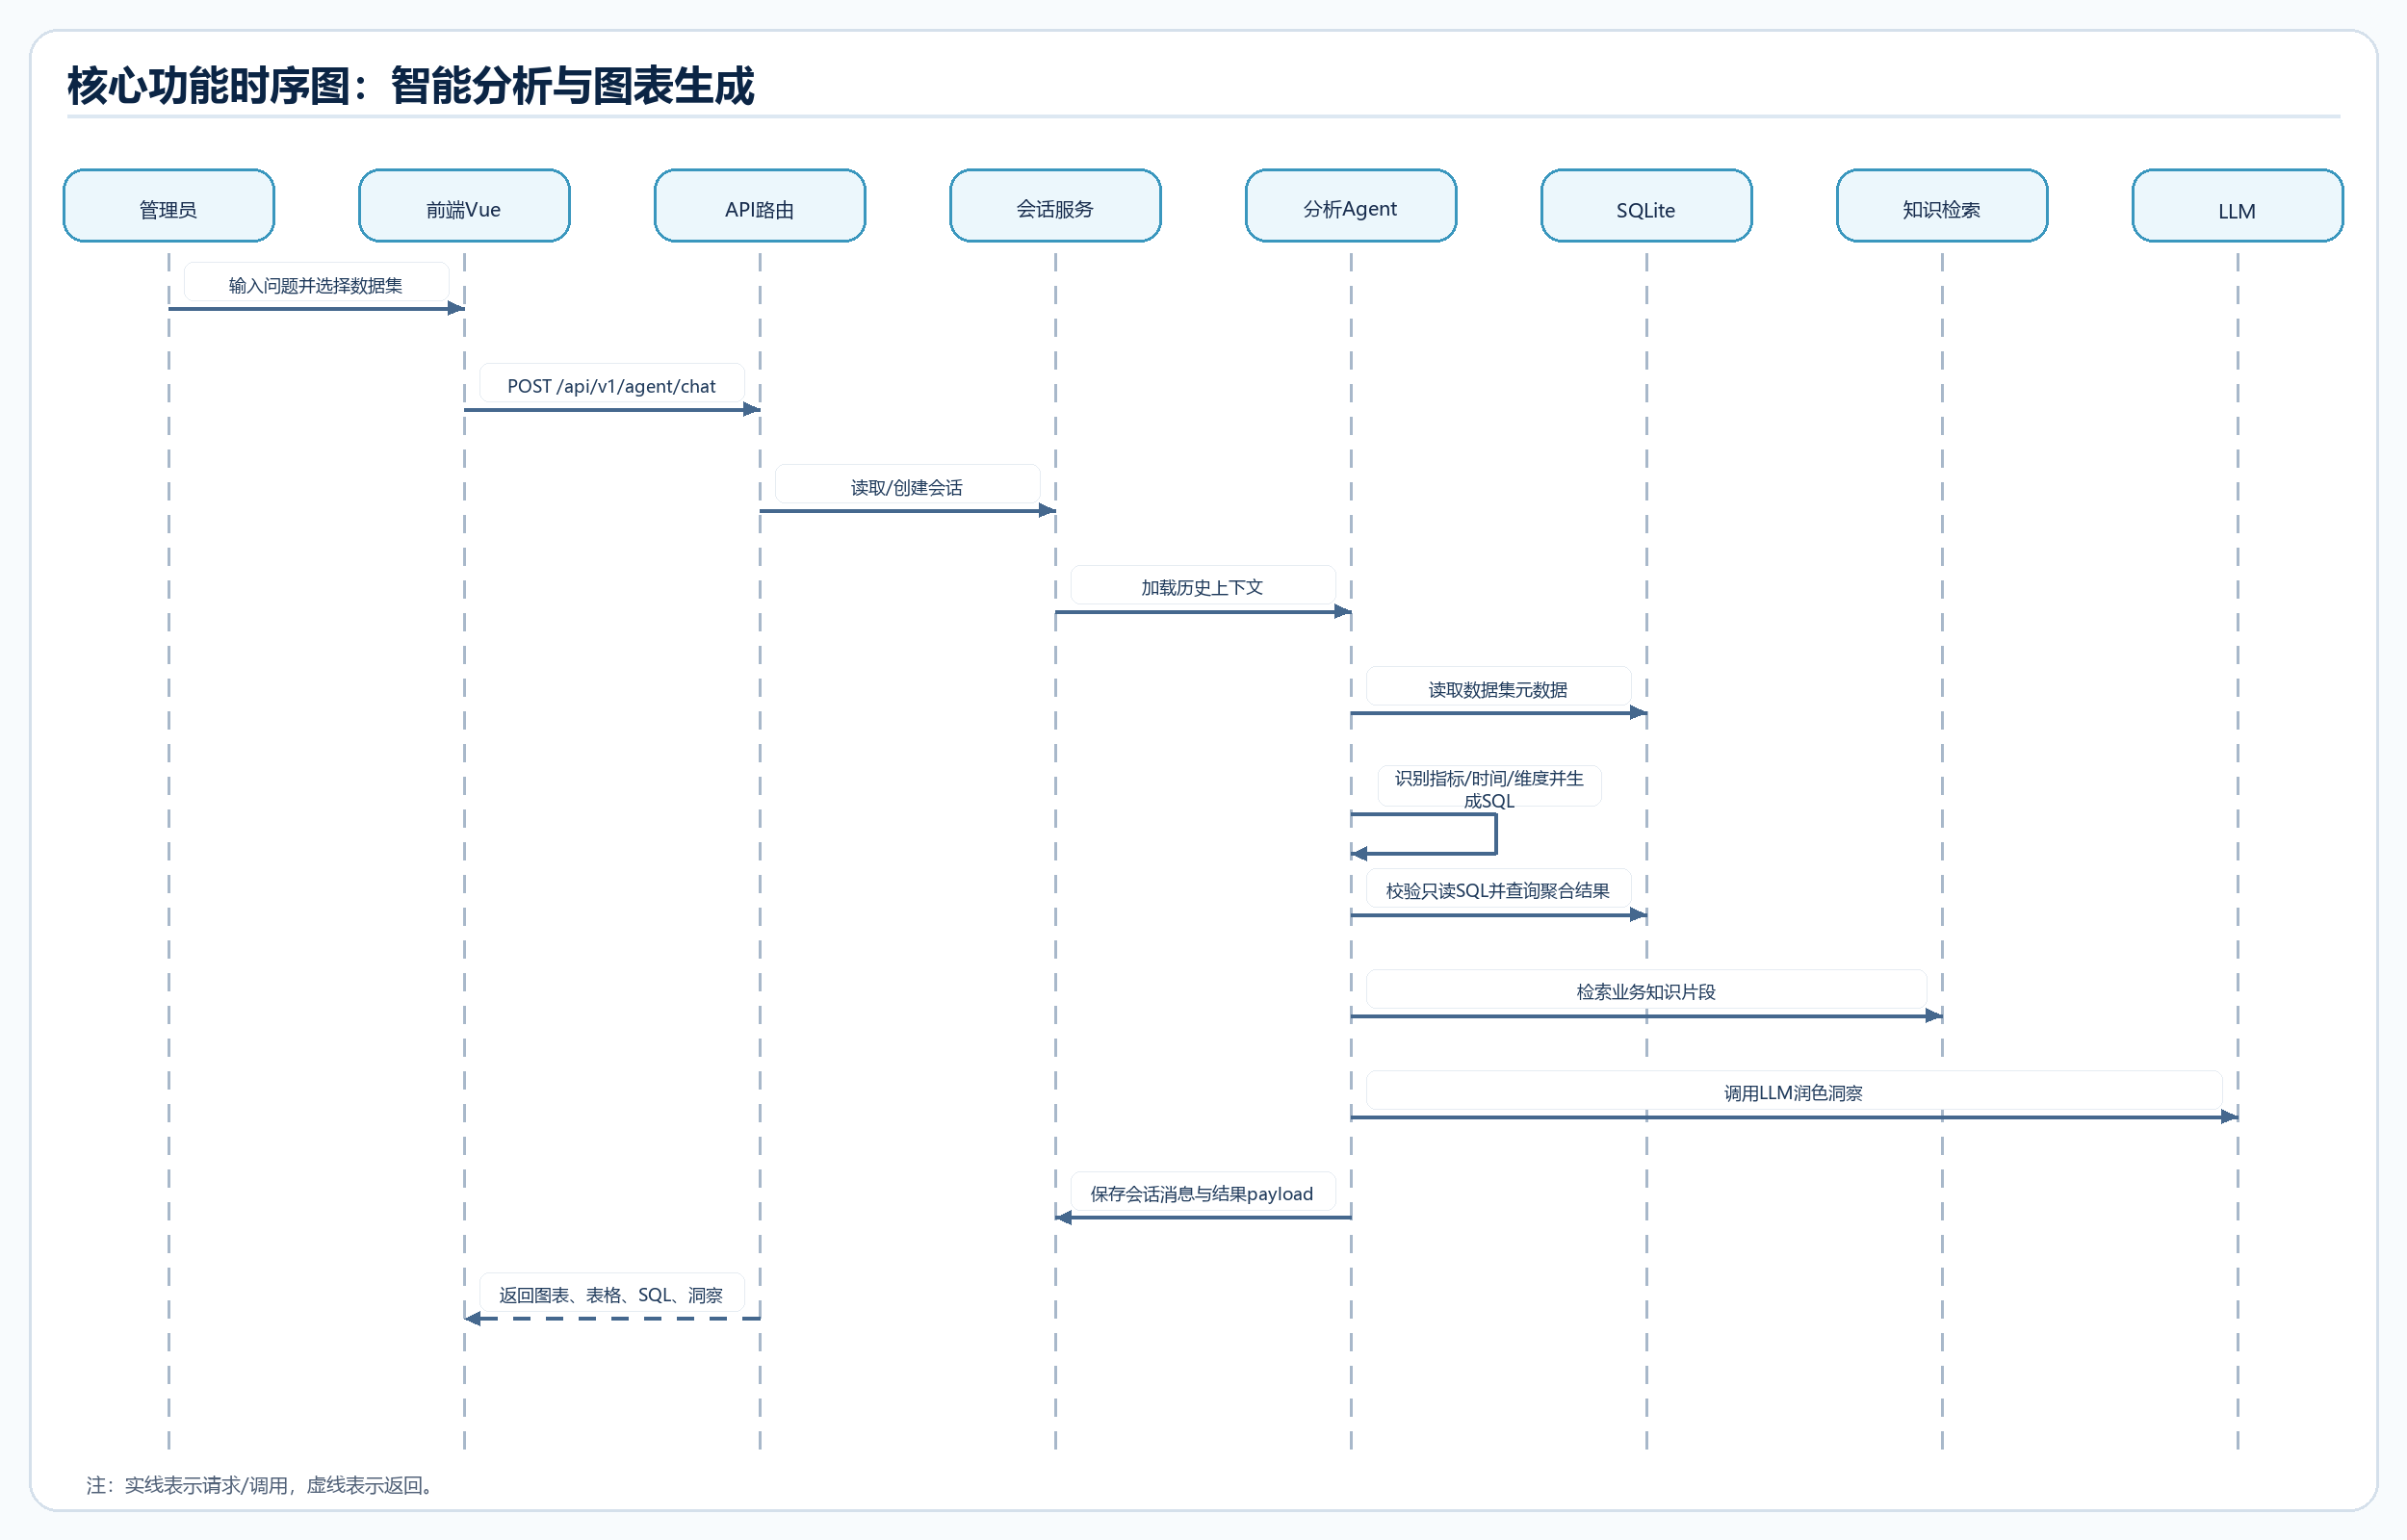 核心功能时序图：智能分析与图表生成
管理员
前端Vue
API路由
会话服务
分析Agent
SQLite
知识检索
LLM
输入问题并选择数据集
POST /api/v1/agent/chat
读取/创建会话
加载历史上下文
读取数据集元数据
识别指标/时间/维度并生
成SQL
校验只读SQL并查询聚合结果
检索业务知识片段
调用LLM润色洞察
保存会话消息与结果payload
返回图表、表格、SQL、洞察
注：实线表示请求/调用，虚线表示返回。